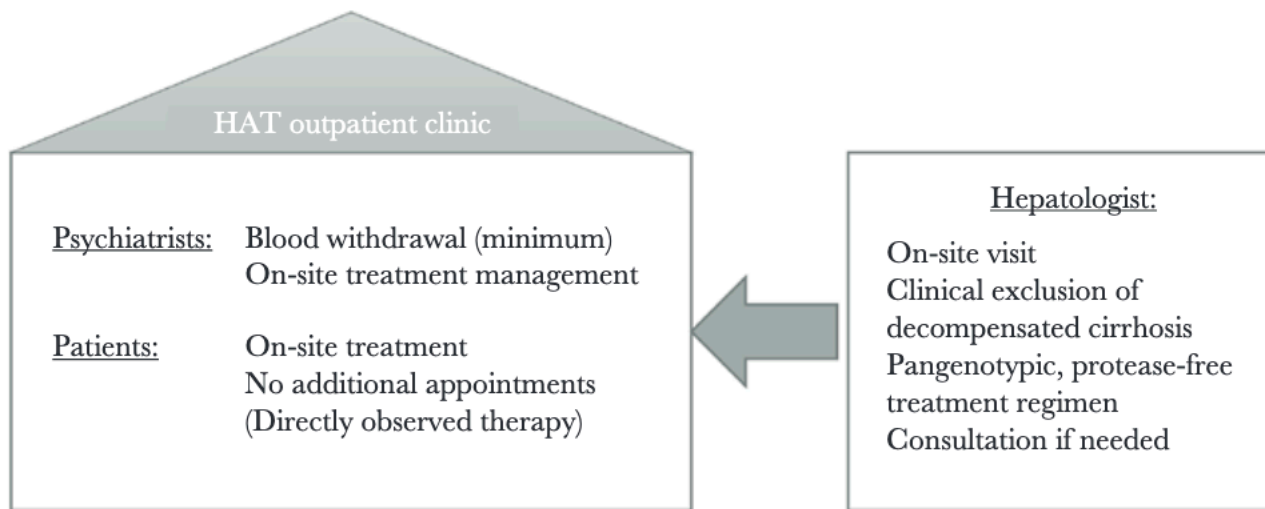 HAT outpatient clinic
Psychiatrists: Blood withdrawal (minimum)
On-site treatment management
Patients: On-site treatment
No additional appointments
(Directly observed therapy)
Hepatologist:
On-site visit
Clinical exclusion of
decompensated cirrhosis
Pangenotypic, protease-free
treatment regimen
Consultation if needed